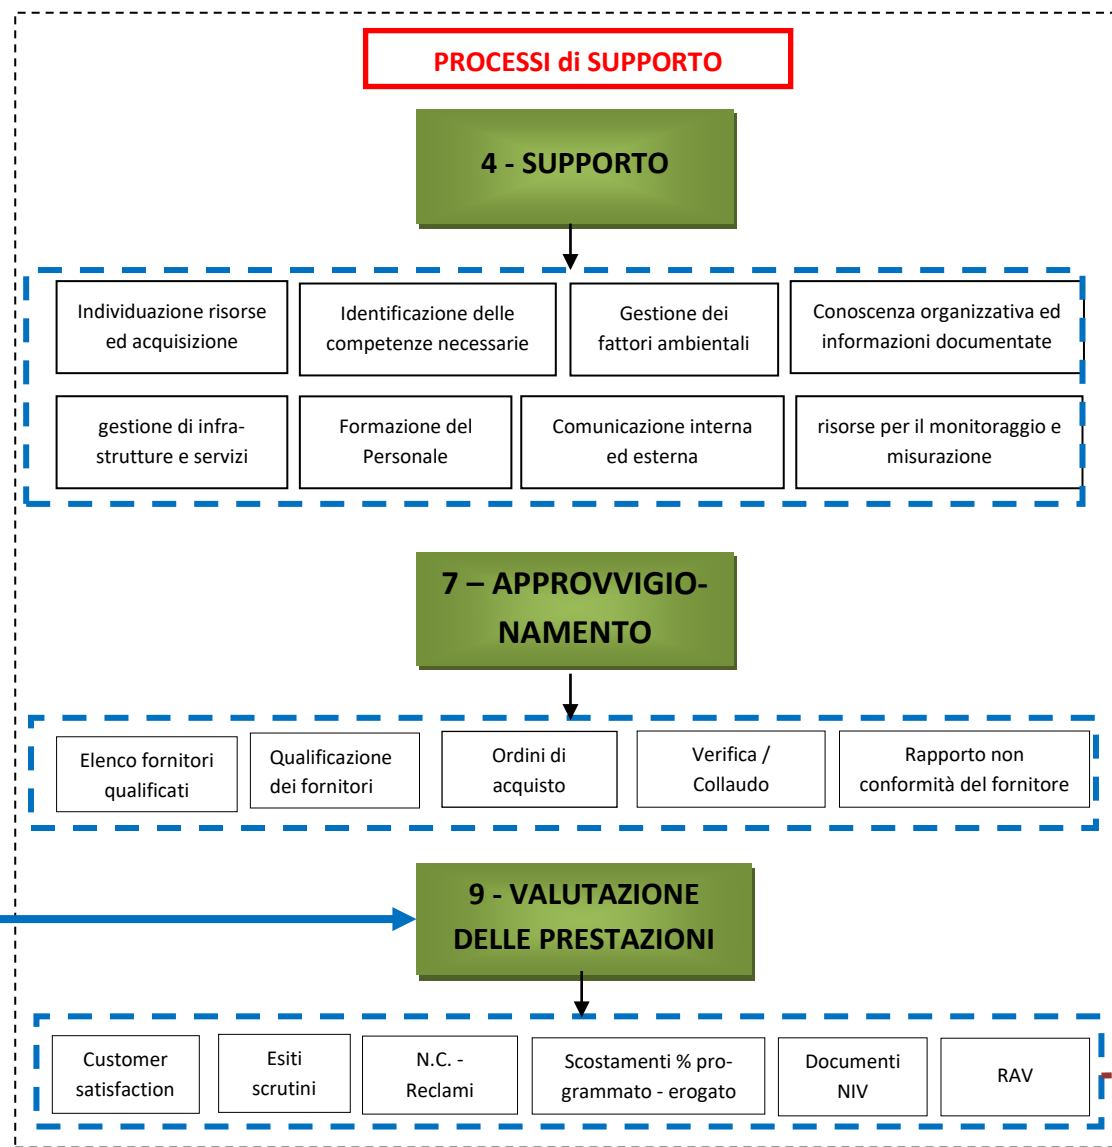 PROCESSI di SUPPORTO
4 - SUPPORTO
Individuazione risorse
ed acquisizione
Identificazione delle
competenze necessarie
Gestione dei
fattori ambientali
Conoscenza organizzativa ed
informazioni documentate
gestione di infra-
strutture e servizi
Formazione del
Personale
Comunicazione interna
ed esterna
risorse per il monitoraggio e
misurazione
7 – APPROVVIGIO-
NAMENTO
Elenco fornitori
qualificati
Qualificazione
dei fornitori
Ordini di
acquisto
Verifica /
Collaudo
Rapporto non
conformità del fornitore
9 - VALUTAZIONE
DELLE PRESTAZIONI
Customer
satisfaction
Esiti
scrutini
N.C. -
Reclami
Scostamenti % pro-
grammato - erogato
Documenti
NIV
RAV